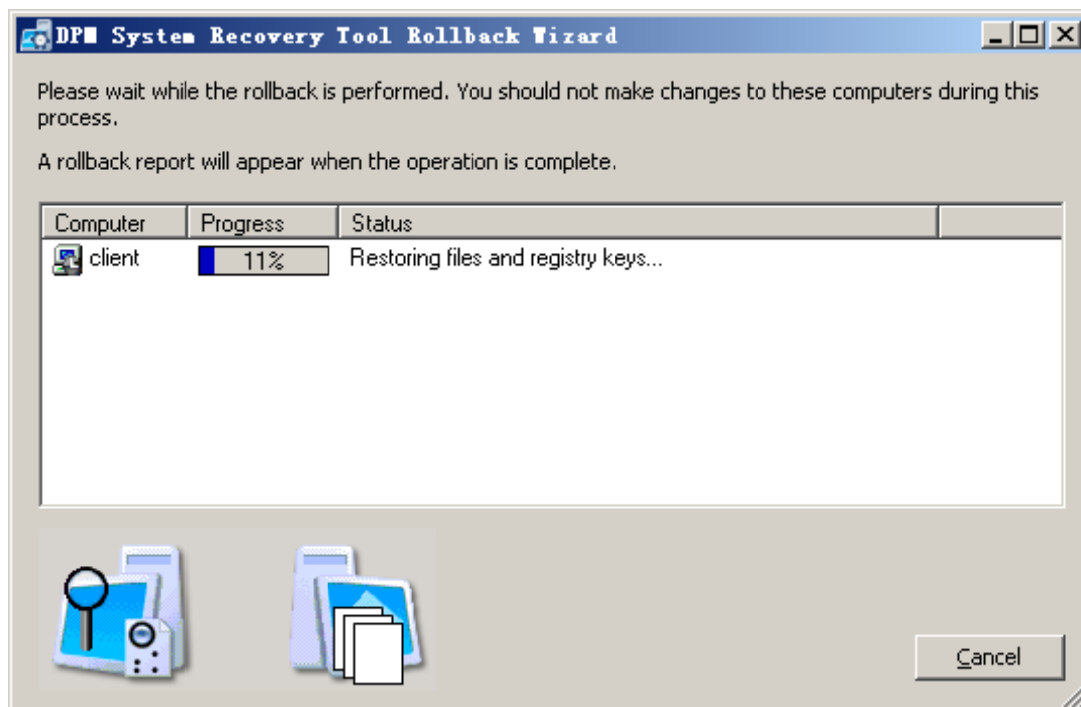 DPM System Recovery Tool Rollback Wizard
Please wait while the rollback is performed. You should not make changes to these computers during this
process.
A rollback report will appear when the operation is complete.
Computer Progress Status
client 11% Restoring files and registry keys...
Cancel